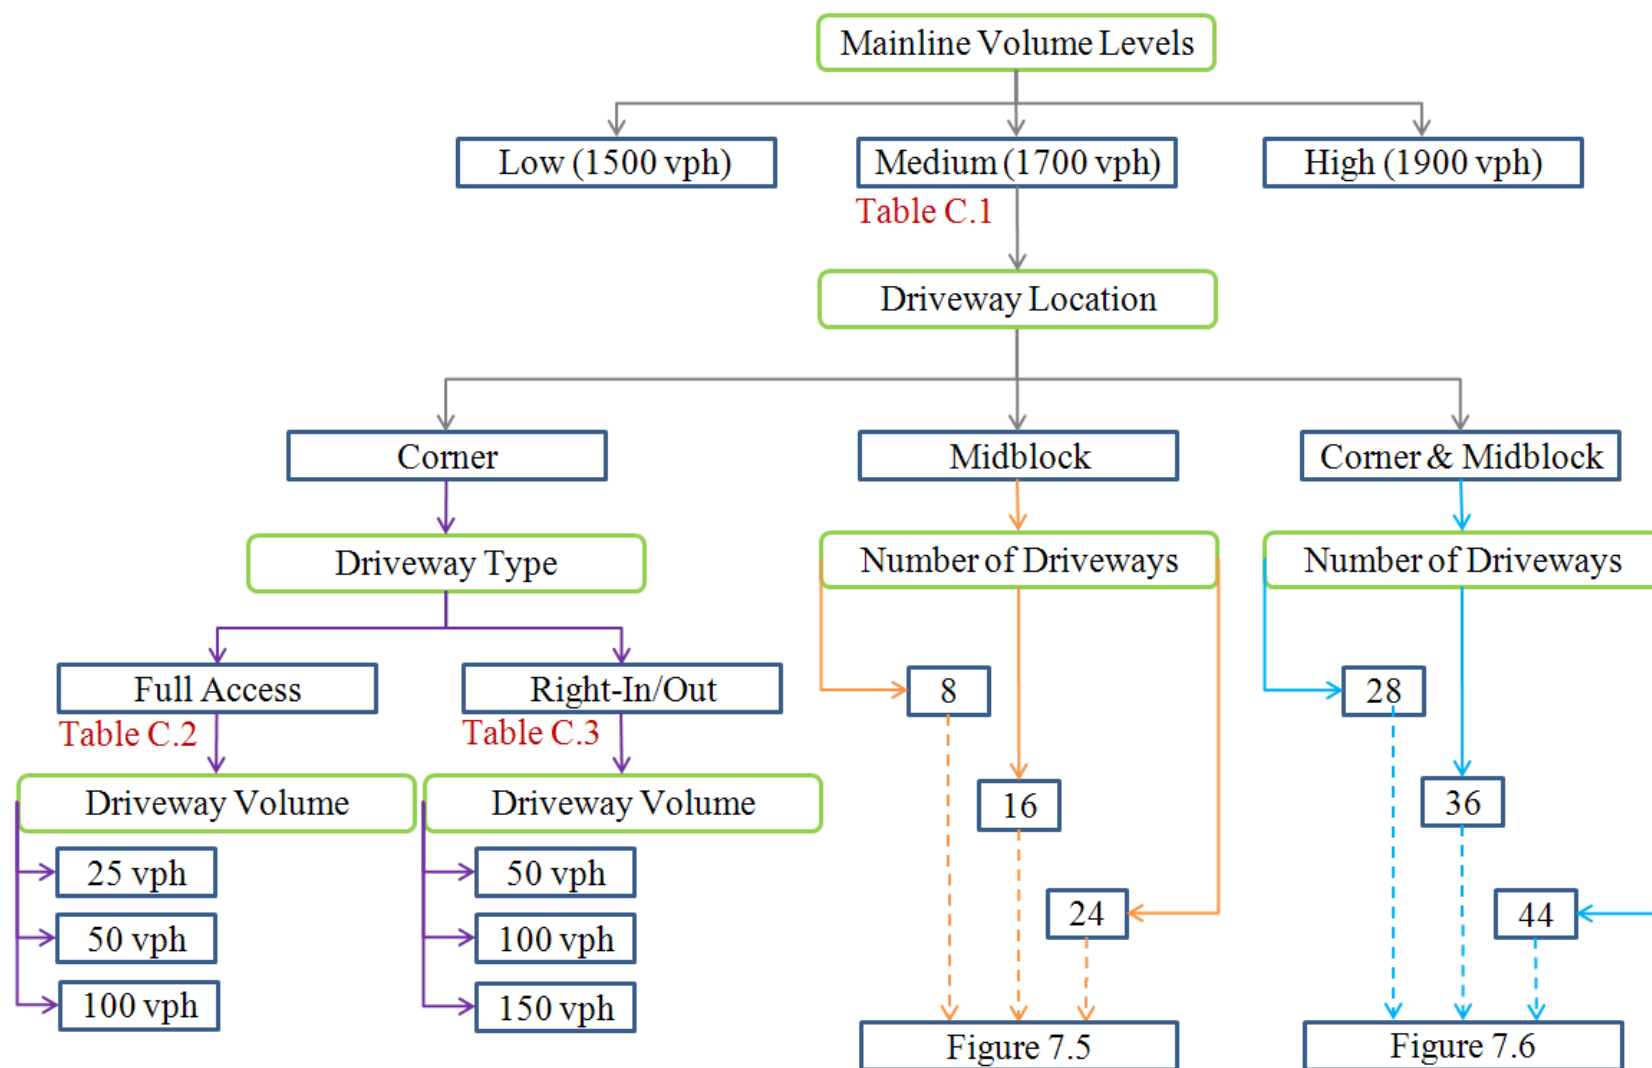 Mainline Volume Levels
Low (1500 vph)
Medium (1700 vph)
High (1900 vph)
Table C.1
Driveway Location
Corner
Midblock
Corner & Midblock
Driveway Type
Number of Driveways
Number of Driveways
Full Access
Right-In/Out
8
28
Table C.2
Table C.3
Driveway Volume
Driveway Volume
16
36
25 vph
50 vph
24
44
50 vph
100 vph
100 vph
150 vph
Figure 7.5
Figure 7.6